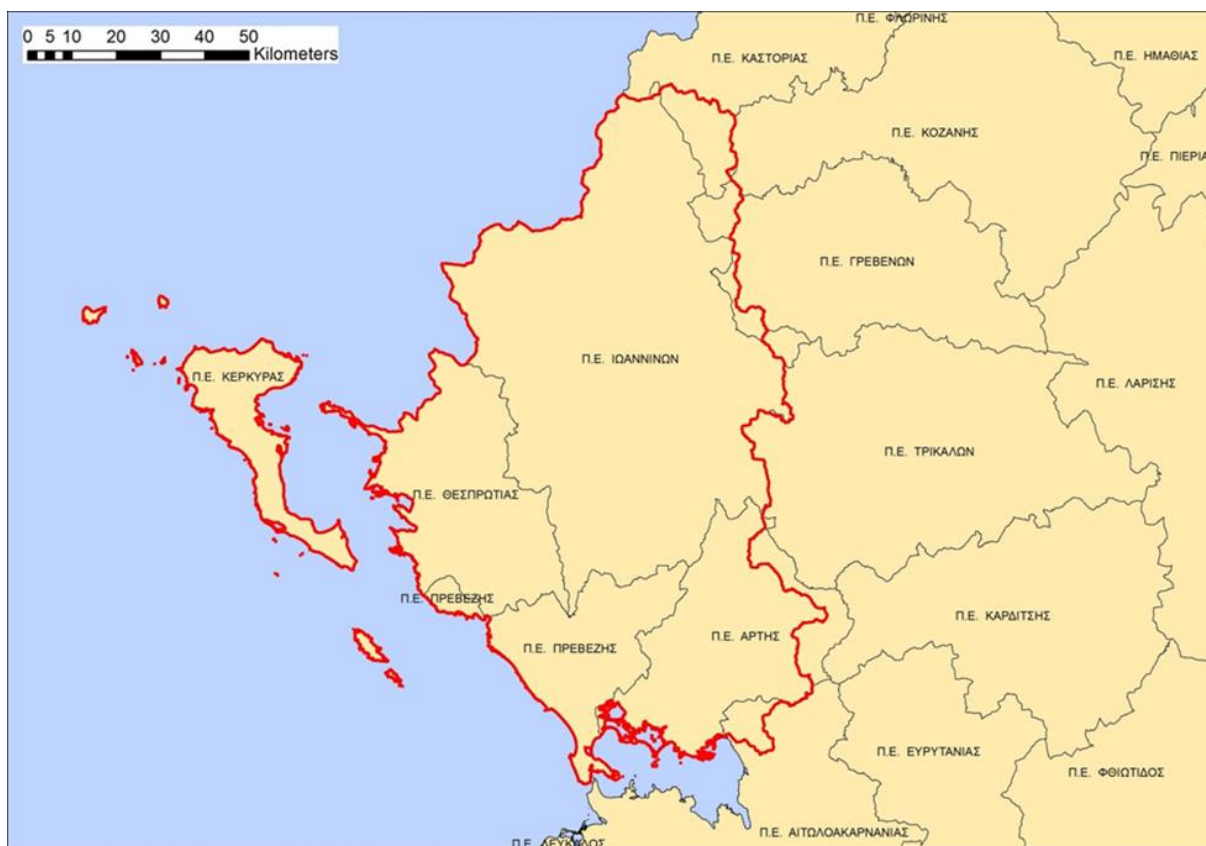 0 5 10 20 30 40 50
Kilometers
Π.Ε. ΦΛΩΡΙΝΗΣ
Π.Ε. ΚΑΣΤΟΡΙΑΣ
Π.Ε. ΗΜΑΘΙΑΣ
Π.Ε. ΚΟΖΑΝΗΣ
Π.Ε. ΠΙΕΡΙΑ
Π.Ε. ΓΡΕΒΕΝΩΝ
Π.Ε. ΙΩΑΝΝΙΝΩΝ
Π.Ε. ΚΕΡΚΥΡΑΣ
Π.Ε. ΛΑΡΙΣΗΣ
Π.Ε. ΤΡΙΚΑΛΩΝ
Π.Ε. ΘΕΣΠΡΩΤΙΑΣ
Π.Ε. ΠΡΕΒΕΖΗΣ
Π.Ε. ΚΑΡΔΙΤΣΗΣ
Π.Ε. ΑΡΤΗΣ
Π.Ε. ΠΡΕΒΕΖΗΣ
Π.Ε. ΕΥΡΥΤΑΝΙΑΣ
Π.Ε. ΦΘΙΩΤΙΔΟΣ
Π.Ε. ΑΙΤΩΛΟΑΚΑΡΝΑΝΙΑΣ
Π.Ε. ΛΕΥΚΑΔΟΣ